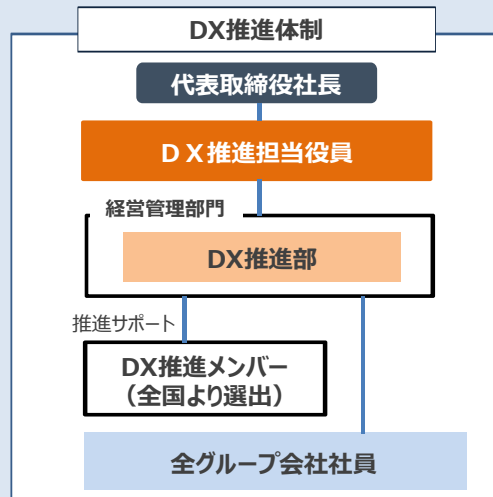 DX推進体制
代表取締役社長
ＤＸ推進担当役員
経営管理部門
DX推進部
推進サポート
DX推進メンバー
（全国より選出）
全グループ会社社員